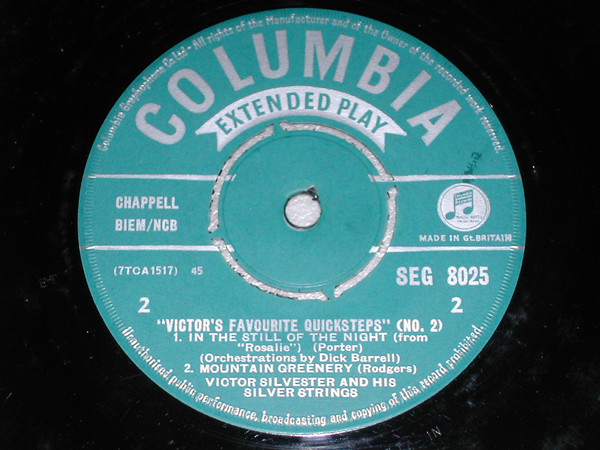 Columbia Graphophone Co. Ltd - All rights of the Manufacturer and of the Owner of the recorded work reserved.
COLUMBIA
EXTENDED PLAY
CHAPPELL
BIEM/NCB
MADE IN GT. BRITAIN
(7TCA1517) 45
SEG 8025
2
2
"VICTOR'S FAVOURITE QUICKSTEPS" (NO. 2)
1. IN THE STILL OF THE NIGHT (from
"Rosalie") (Porter)
(Orchestrations by Dick Barrell)
2. MOUNTAIN GREENERY (Rodgers)
VICTOR SILVESTER AND HIS
SILVER STRINGS
Unauthorised public performance, broadcasting and copying of this record prohibited.